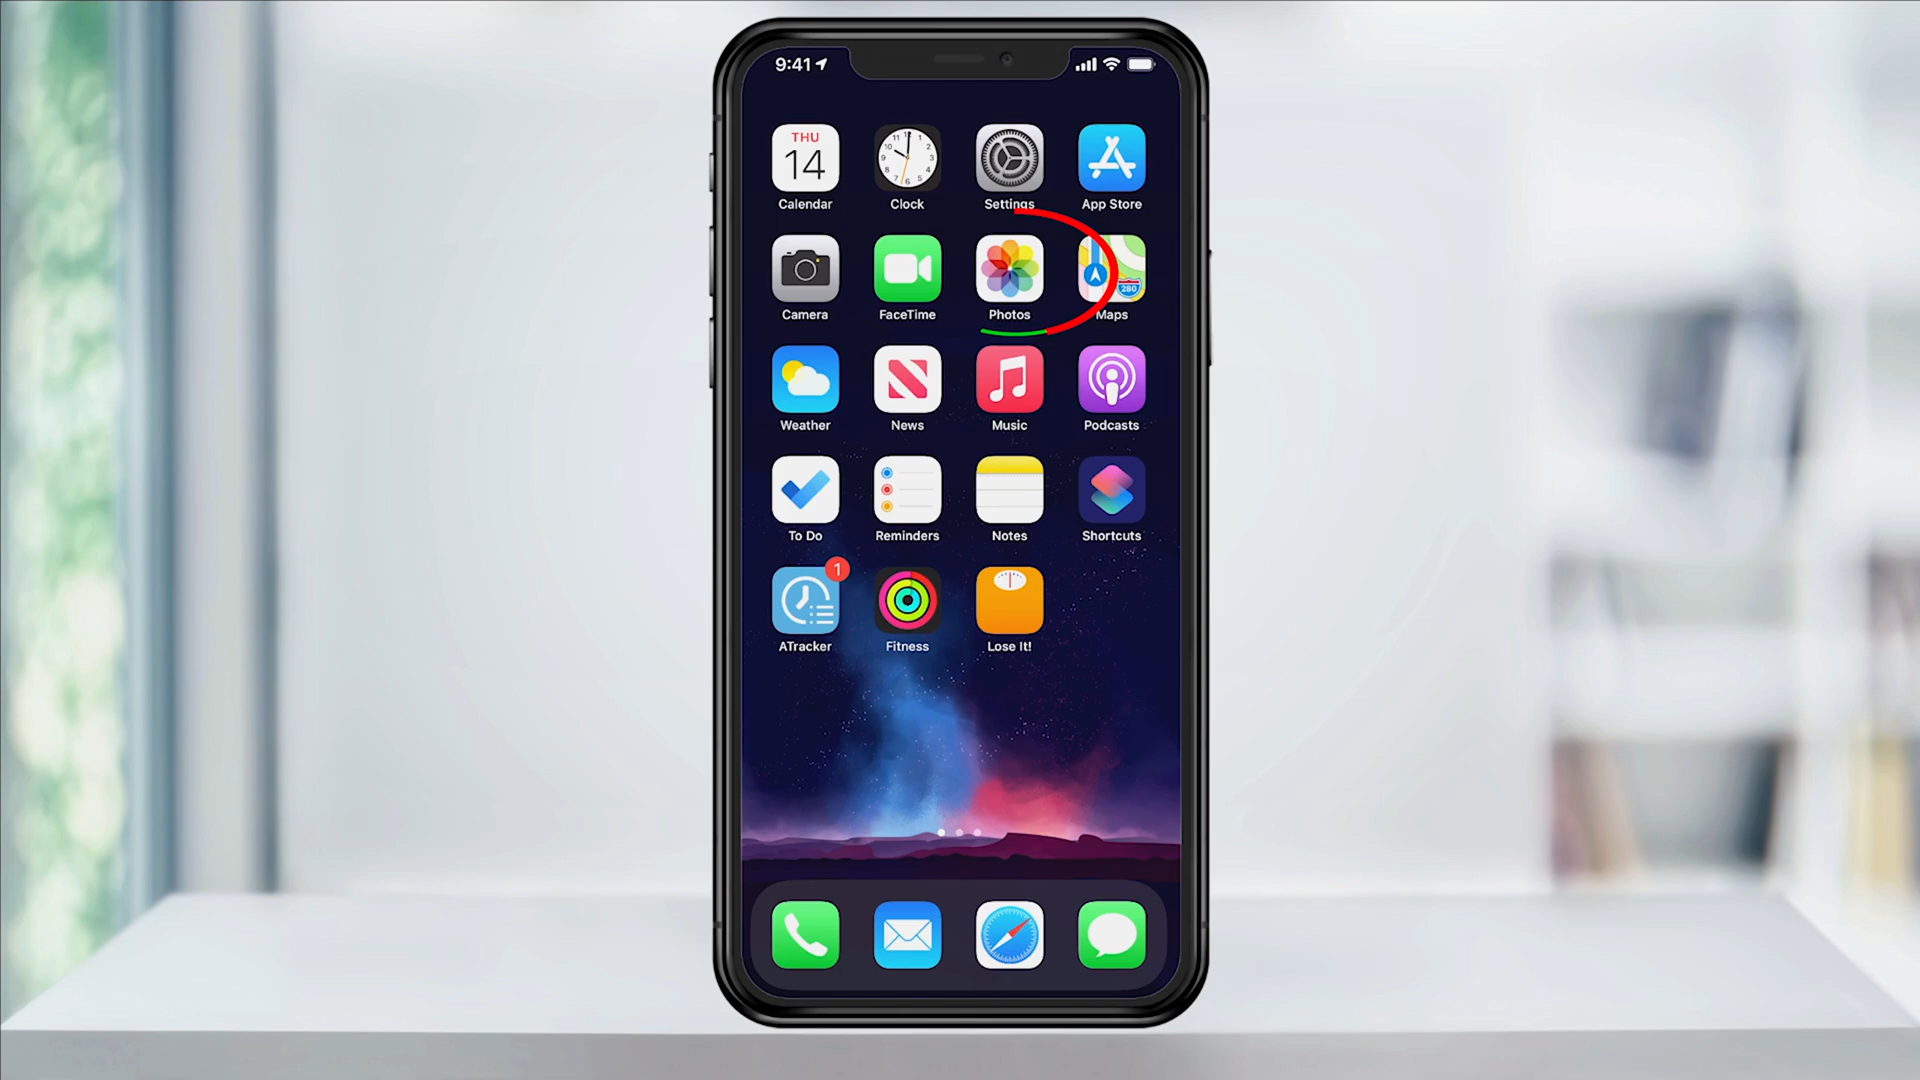 9:41
THU
14
Calendar
Clock
Settings
App Store
280
Camera
FaceTime
Photos
Maps
Weather
News
Music
Podcasts
To Do
Reminders
Notes
Shortcuts
1
ATracker
Fitness
Lose It!